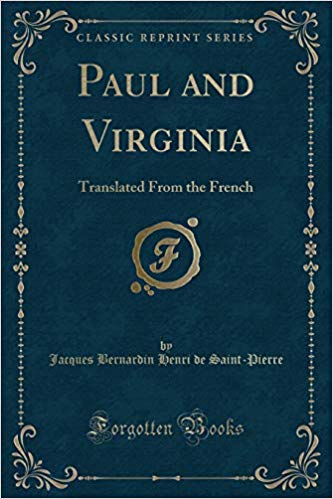 CLASSIC REPRINT SERIES
PAUL AND
VIRGINIA
Translated From the French
F
by
Jacques Bernardin Henri de Saint-Pierre
Forgotten Books